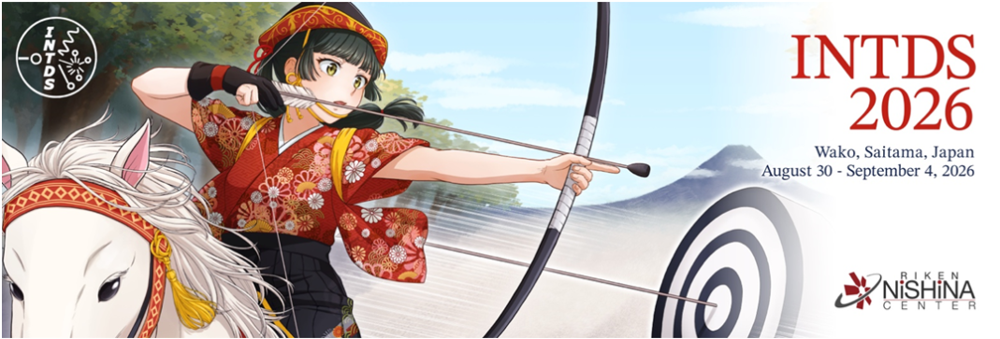 INTDS
INTDS
2026
Wako, Saitama, Japan
August 30 - September 4, 2026
RIKEN
NiSHiNA
CENTER